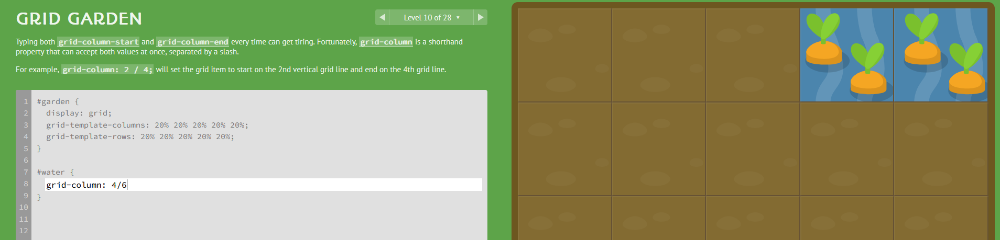 GRID GARDEN
◀ Level 10 of 28 ▼ ▶
Typing both grid-column-start and grid-column-end every time can get tiring. Fortunately, grid-column is a shorthand
property that can accept both values at once, separated by a slash.
For example, grid-column: 2 / 4; will set the grid item to start on the 2nd vertical grid line and end on the 4th grid line.
1 #garden {
2   display: grid;
3   grid-template-columns: 20% 20% 20% 20% 20%;
4   grid-template-rows: 20% 20% 20% 20% 20%;
5 }
6
7 #water {
8   grid-column: 4/6
9 }
10
11
12